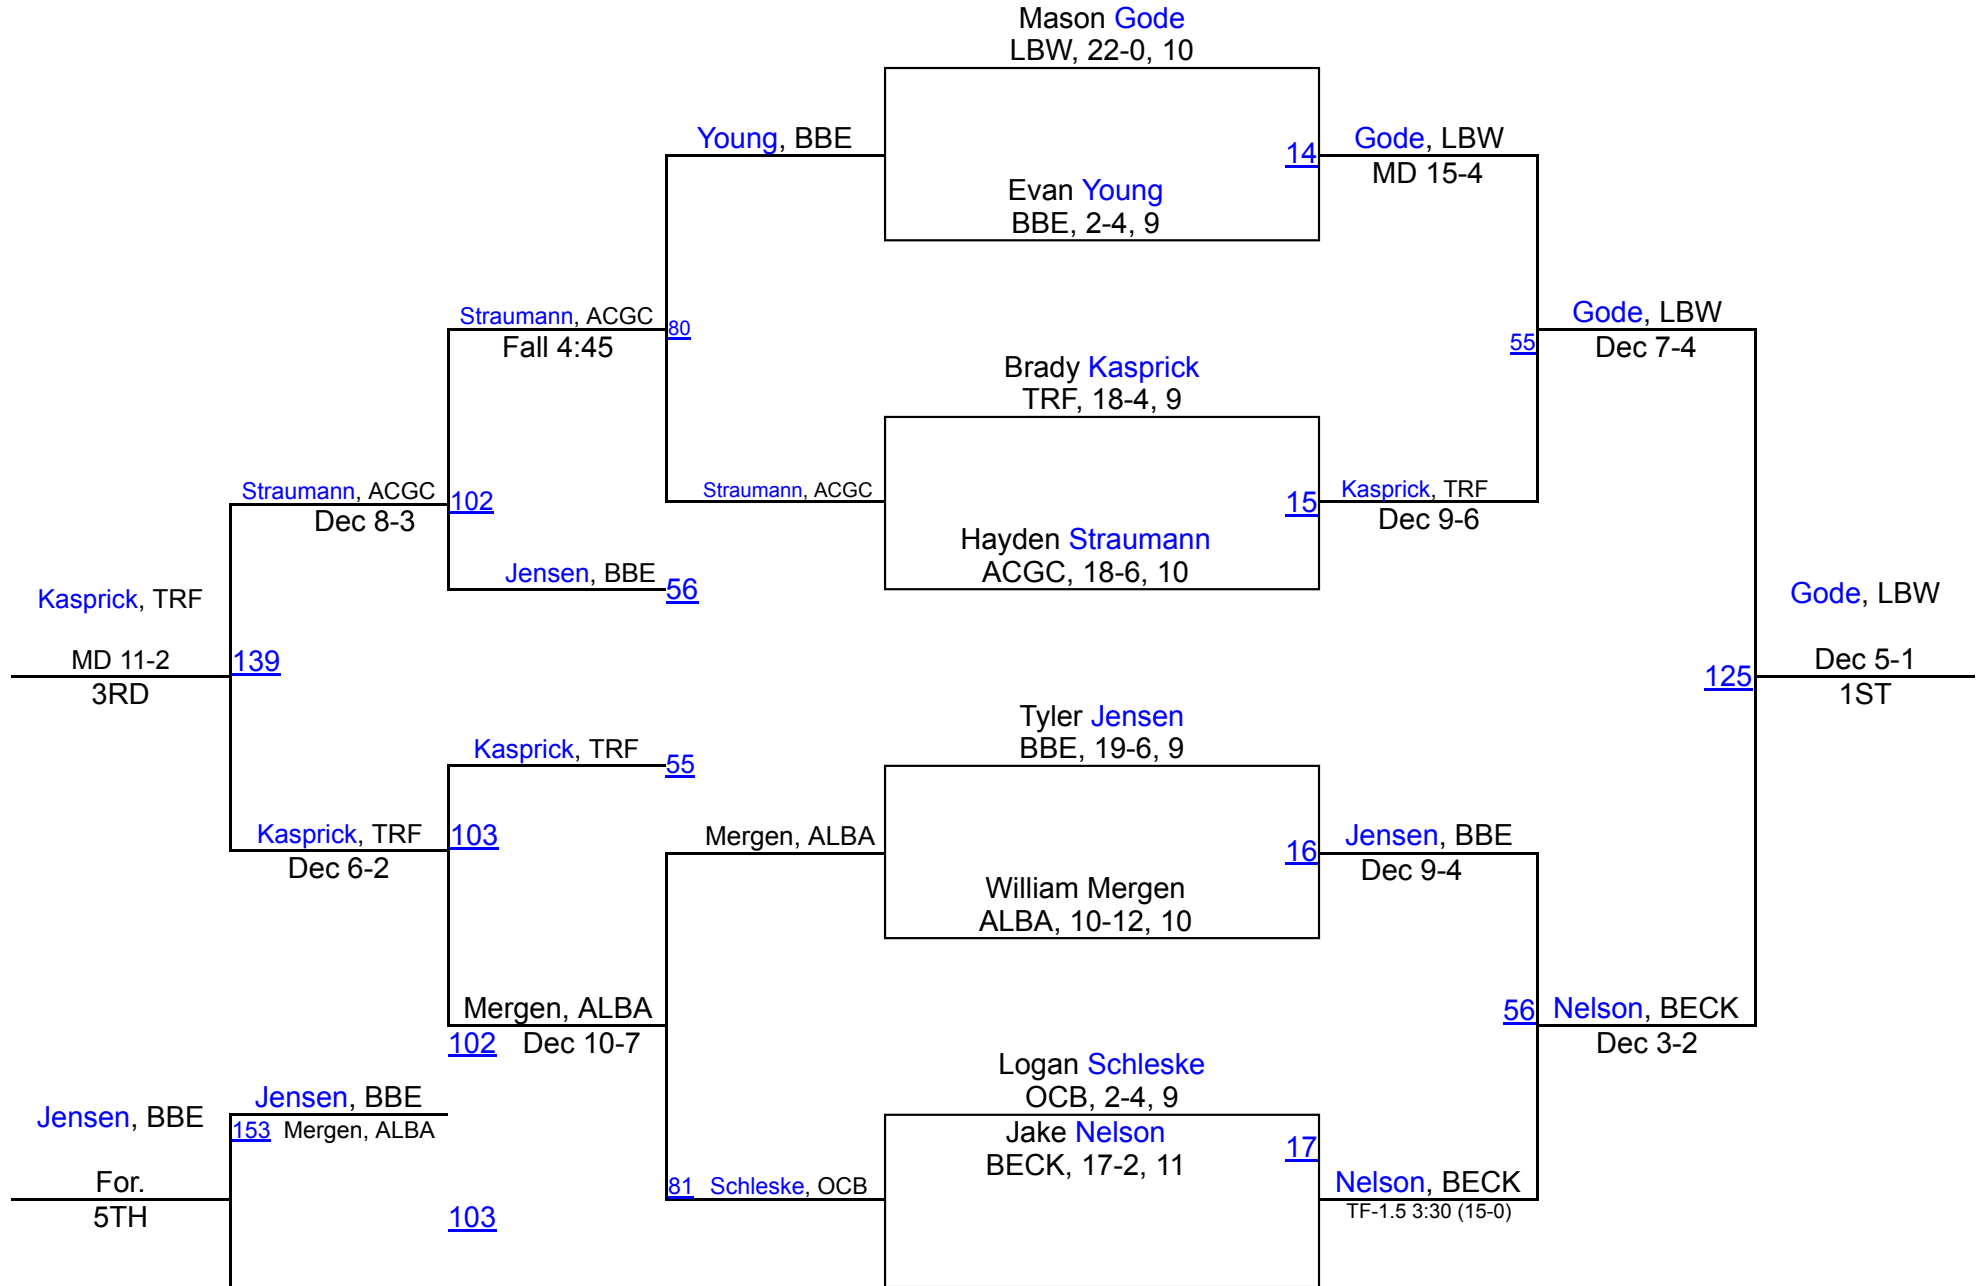 Mason Gode
LBW, 22-0, 10
Young, BBE
14
Gode, LBW
MD 15-4
Evan Young
BBE, 2-4, 9
Straumann, ACGC
80
Fall 4:45
Gode, LBW
55
Dec 7-4
Brady Kasprick
TRF, 18-4, 9
Straumann, ACGC
102
Dec 8-3
Straumann, ACGC
15
Kasprick, TRF
Dec 9-6
Hayden Straumann
ACGC, 18-6, 10
Jensen, BBE
56
Kasprick, TRF
MD 11-2
3RD
139
Gode, LBW
125
Dec 5-1
1ST
Tyler Jensen
BBE, 19-6, 9
Kasprick, TRF
55
Kasprick, TRF
103
Dec 6-2
Mergen, ALBA
16
Jensen, BBE
Dec 9-4
William Mergen
ALBA, 10-12, 10
Mergen, ALBA
102
Dec 10-7
56
Nelson, BECK
Dec 3-2
Logan Schleske
OCB, 2-4, 9
Jake Nelson
BECK, 17-2, 11
17
Jensen, BBE
Jensen, BBE
153 Mergen, ALBA
For.
5TH
103
81 Schleske, OCB
Nelson, BECK
TF-1.5 3:30 (15-0)